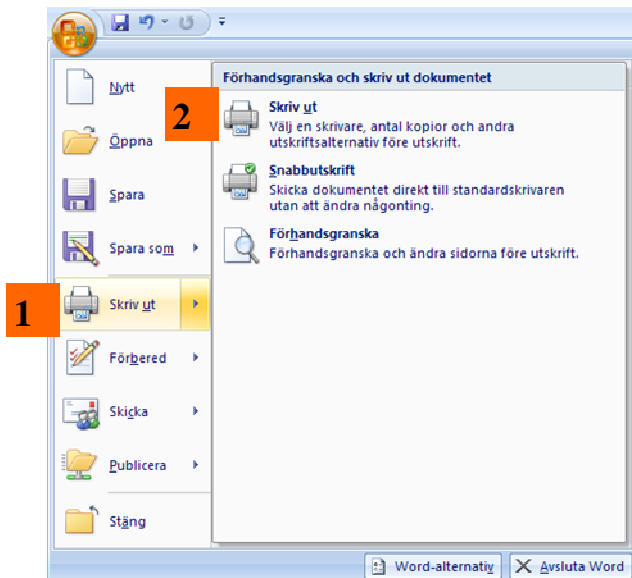 Nytt
Öppna
Spara
Spara som
1
Skriv ut
Förbered
Skicka
Publicera
Stäng
Förhandsgranska och skriv ut dokumentet
2
Skriv ut
Välj en skrivare, antal kopior och andra
utskriftsalternativ före utskrift.
Snabbutskrift
Skicka dokumentet direkt till standardskrivaren
utan att ändra någonting.
Förhandsgranska
Förhandsgranska och ändra sidorna före utskrift.
Word-alternativ
Avsluta Word